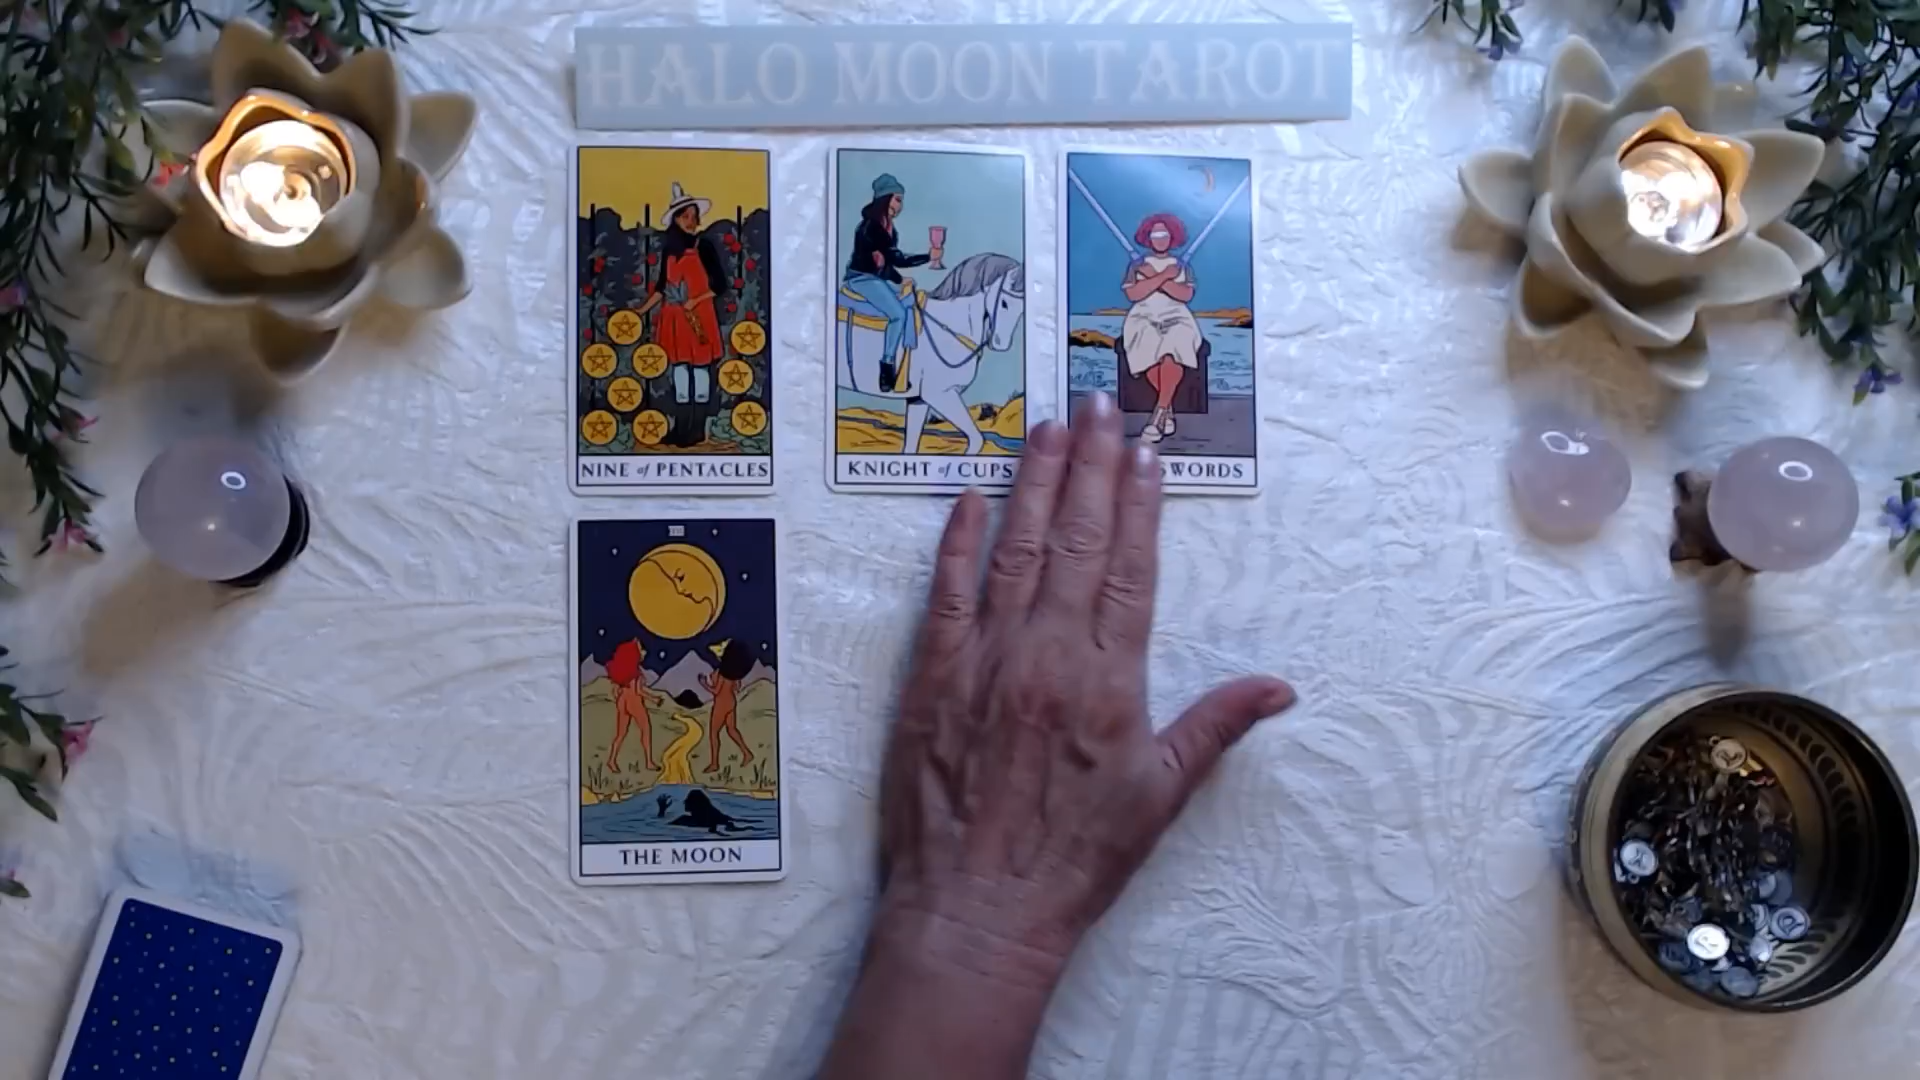 HALO MOON TAROT
NINE of PENTACLES
KNIGHT of CUPS
SWORDS
THE MOON
R